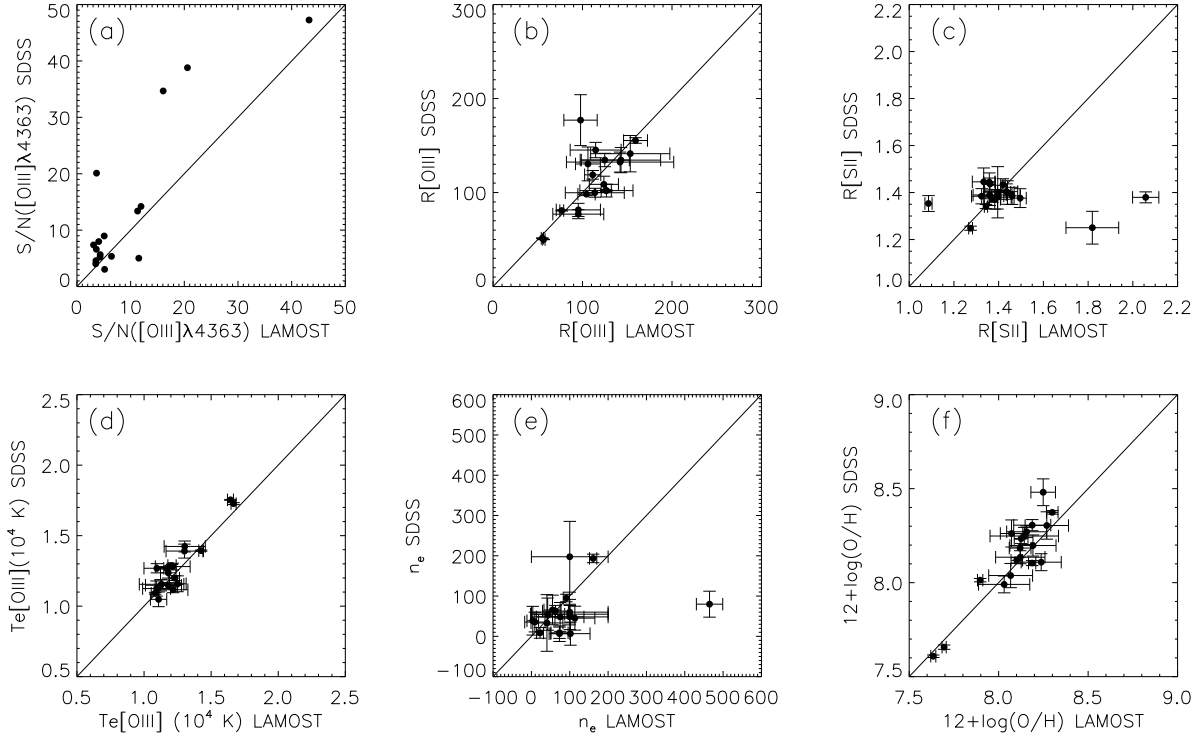 (a)
S/N([OIII]λ4363) SDSS
50
40
30
20
10
0
0 10 20 30 40 50
S/N([OIII]λ4363) LAMOST
(b)
R[OIII] SDSS
300
200
100
0
0 100 200 300
R[OIII] LAMOST
(c)
R[SII] SDSS
2.2
2.0
1.8
1.6
1.4
1.2
1.0
1.0 1.2 1.4 1.6 1.8 2.0 2.2
R[SII] LAMOST
(d)
Te[OIII](10⁴ K) SDSS
2.5
2.0
1.5
1.0
0.5
0.5 1.0 1.5 2.0 2.5
Te[OIII] (10⁴ K) LAMOST
(e)
nₑ SDSS
600
500
400
300
200
100
0
−100
−100 0 100 200 300 400 500 600
nₑ LAMOST
(f)
12+log(O/H) SDSS
9.0
8.5
8.0
7.5
7.5 8.0 8.5 9.0
12+log(O/H) LAMOST